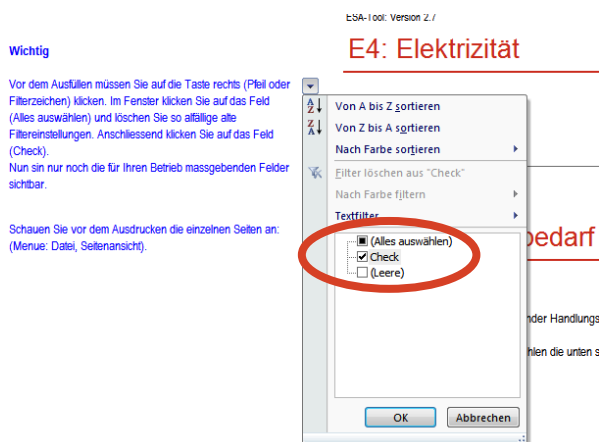 ESA-Tool: Version 2.7
E4: Elektrizität
Wichtig
Vor dem Ausfüllen müssen Sie auf die Taste rechts (Pfeil oder
Filterzeichen) klicken. Im Fenster klicken Sie auf das Feld
(Alles auswählen) und löschen Sie so alfällige alte
Filtereinstellungen. Anschliessend klicken Sie auf das Feld
(Check).
Nun sin nur noch die für Ihren Betrieb massgebenden Felder
sichtbar.
Schauen Sie vor dem Ausdrucken die einzelnen Seiten an:
(Menue: Datei, Seitenansicht).
Von A bis Z sortieren
Von Z bis A sortieren
Nach Farbe sortieren
Filter löschen aus "Check"
Nach Farbe filtern
Textfilter
(Alles auswählen)
Check
(Leere)
OK Abbrechen
bedarf
nder Handlungs
hlen die unten s